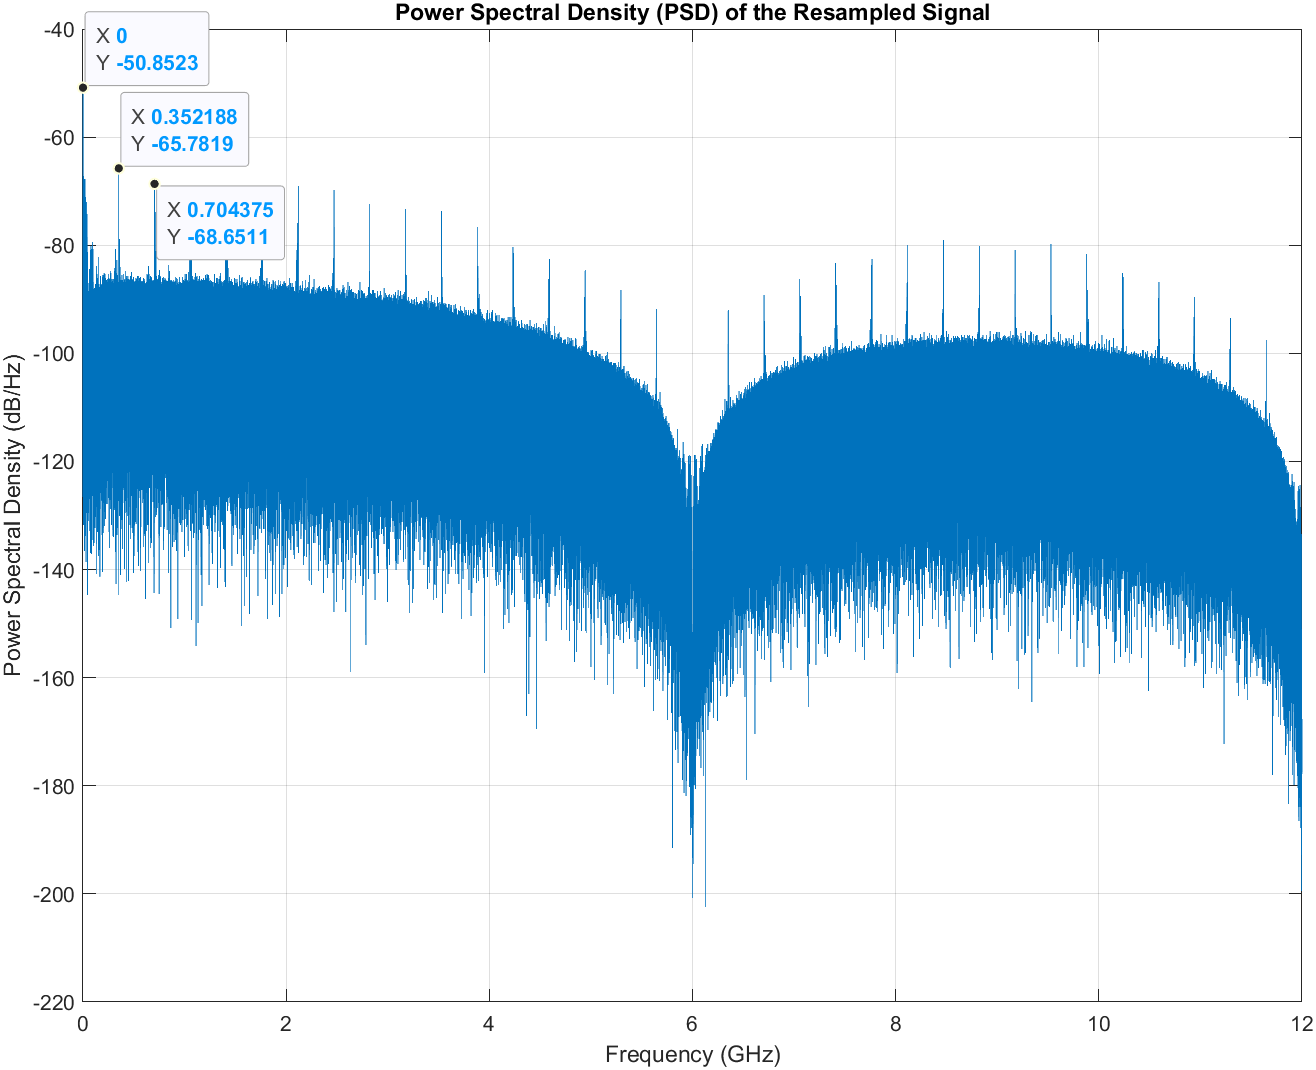 Power Spectral Density (PSD) of the Resampled Signal
X 0
Y -50.8523
X 0.352188
Y -65.7819
X 0.704375
Y -68.6511
-40
-60
-80
-100
-120
-140
-160
-180
-200
-220
Power Spectral Density (dB/Hz)
0 2 4 6 8 10 12
Frequency (GHz)